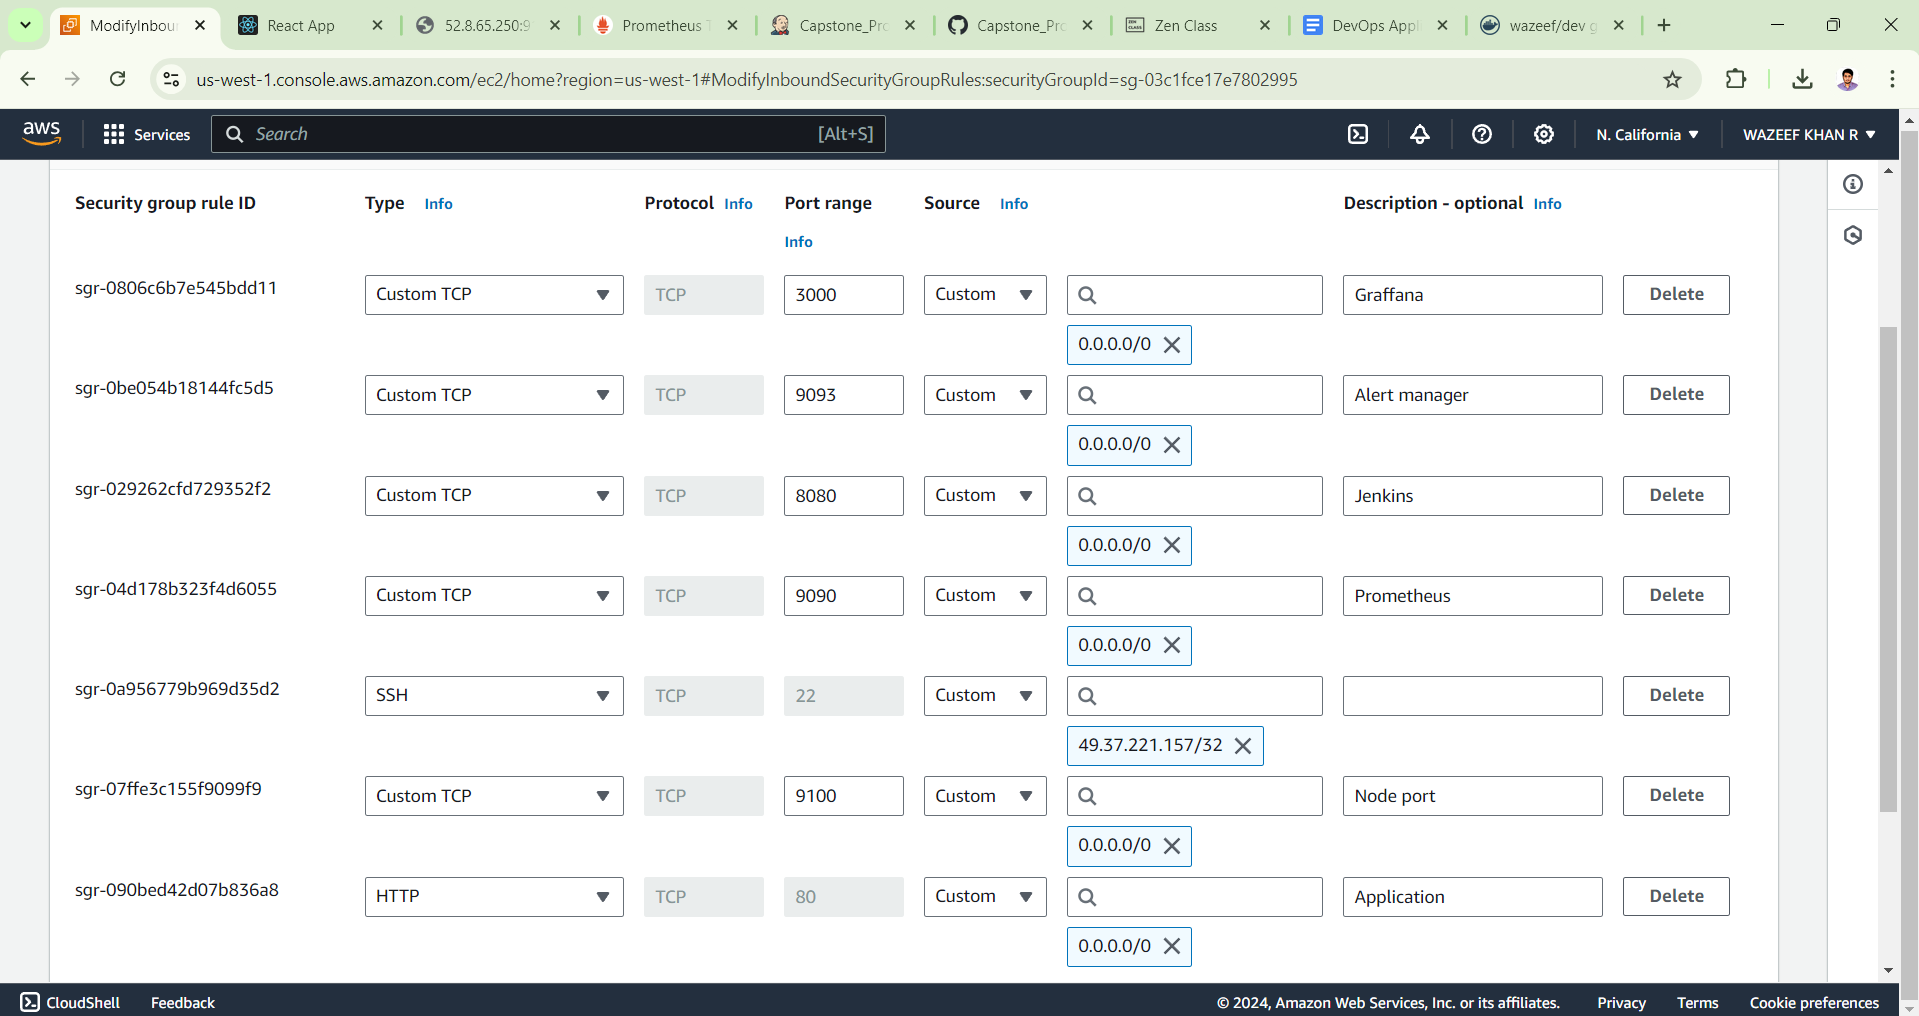 ModifyInbour
React App
52.8.65.250:9
Prometheus T
Capstone_Pro
Capstone_Pro
Zen Class
DevOps Appl
wazeef/dev g
us-west-1.console.aws.amazon.com/ec2/home?region=us-west-1#ModifyInboundSecurityGroupRules:securityGroupId=sg-03c1fce17e7802995
aws Services Search [Alt+S] N. California WAZEEF KHAN R
Security group rule ID Type Info Protocol Info Port range Info Source Info Description - optional Info
sgr-0806c6b7e545bdd11 Custom TCP TCP 3000 Custom Graffana Delete
0.0.0.0/0
sgr-0be054b18144fc5d5 Custom TCP TCP 9093 Custom Alert manager Delete
0.0.0.0/0
sgr-029262cfd729352f2 Custom TCP TCP 8080 Custom Jenkins Delete
0.0.0.0/0
sgr-04d178b323f4d6055 Custom TCP TCP 9090 Custom Prometheus Delete
0.0.0.0/0
sgr-0a956779b969d35d2 SSH TCP 22 Custom Delete
49.37.221.157/32
sgr-07ffe3c155f9099f9 Custom TCP TCP 9100 Custom Node port Delete
0.0.0.0/0
sgr-090bed42d07b836a8 HTTP TCP 80 Custom Application Delete
0.0.0.0/0
CloudShell Feedback © 2024, Amazon Web Services, Inc. or its affiliates. Privacy Terms Cookie preferences